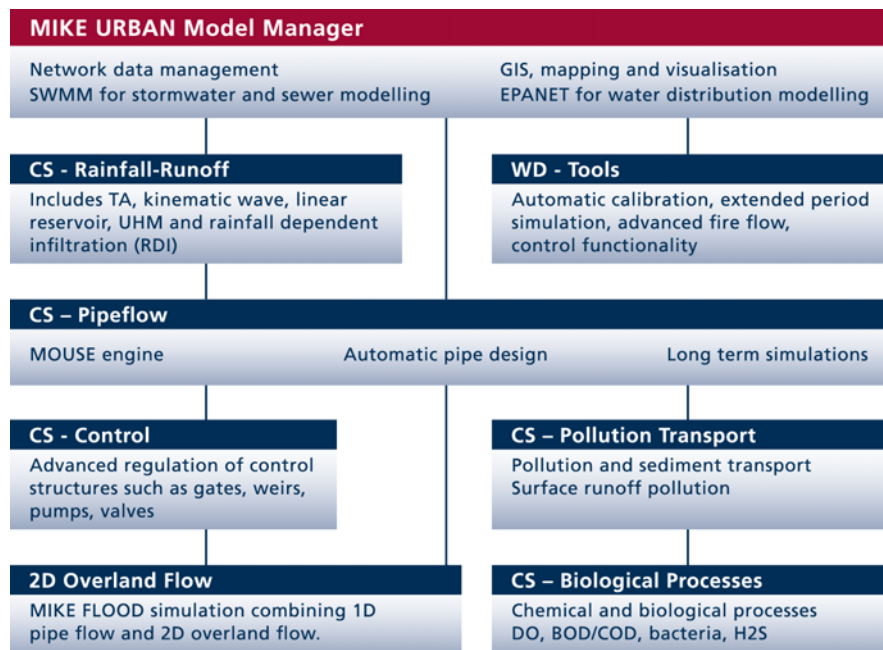 MIKE URBAN Model Manager
Network data management
SWMM for stormwater and sewer modelling
GIS, mapping and visualisation
EPANET for water distribution modelling
CS - Rainfall-Runoff
Includes TA, kinematic wave, linear
reservoir, UHM and rainfall dependent
infiltration (RDI)
WD - Tools
Automatic calibration, extended period
simulation, advanced fire flow,
control functionality
CS – Pipeflow
MOUSE engine
Automatic pipe design
Long term simulations
CS - Control
Advanced regulation of control
structures such as gates, weirs,
pumps, valves
CS – Pollution Transport
Pollution and sediment transport
Surface runoff pollution
2D Overland Flow
MIKE FLOOD simulation combining 1D
pipe flow and 2D overland flow.
CS – Biological Processes
Chemical and biological processes
DO, BOD/COD, bacteria, H2S